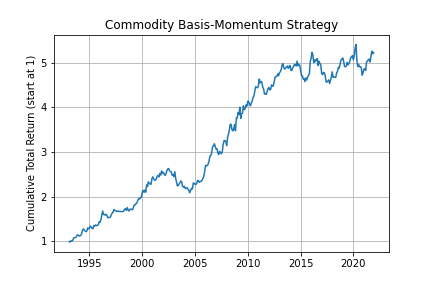 Commodity Basis-Momentum Strategy
Cumulative Total Return (start at 1)
5
4
3
2
1
1995 2000 2005 2010 2015 2020